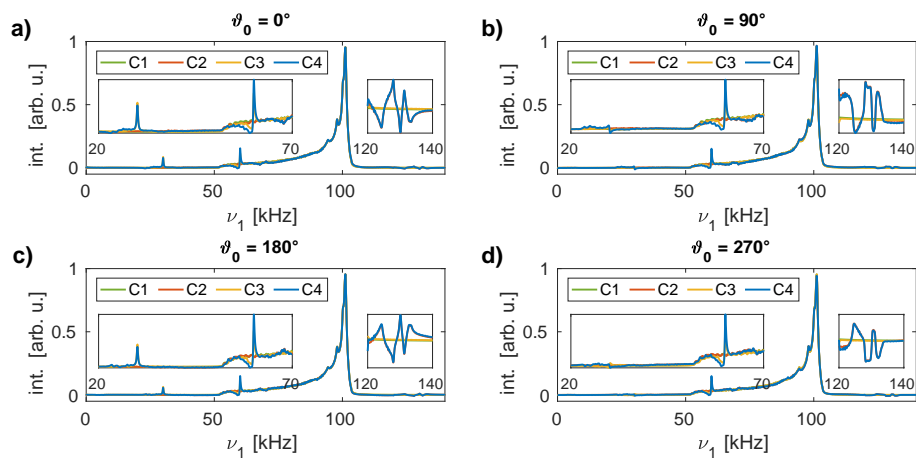 a)
ϑ0 = 0°
int. [arb. u.]
1
0.5
0
C1 C2 C3 C4
20 70
120 140
0 50 100
ν1 [kHz]
b)
ϑ0 = 90°
int. [arb. u.]
1
0.5
0
C1 C2 C3 C4
20 70
120 140
0 50 100
ν1 [kHz]
c)
ϑ0 = 180°
int. [arb. u.]
1
0.5
0
C1 C2 C3 C4
20 70
120 140
0 50 100
ν1 [kHz]
d)
ϑ0 = 270°
int. [arb. u.]
1
0.5
0
C1 C2 C3 C4
20 70
120 140
0 50 100
ν1 [kHz]